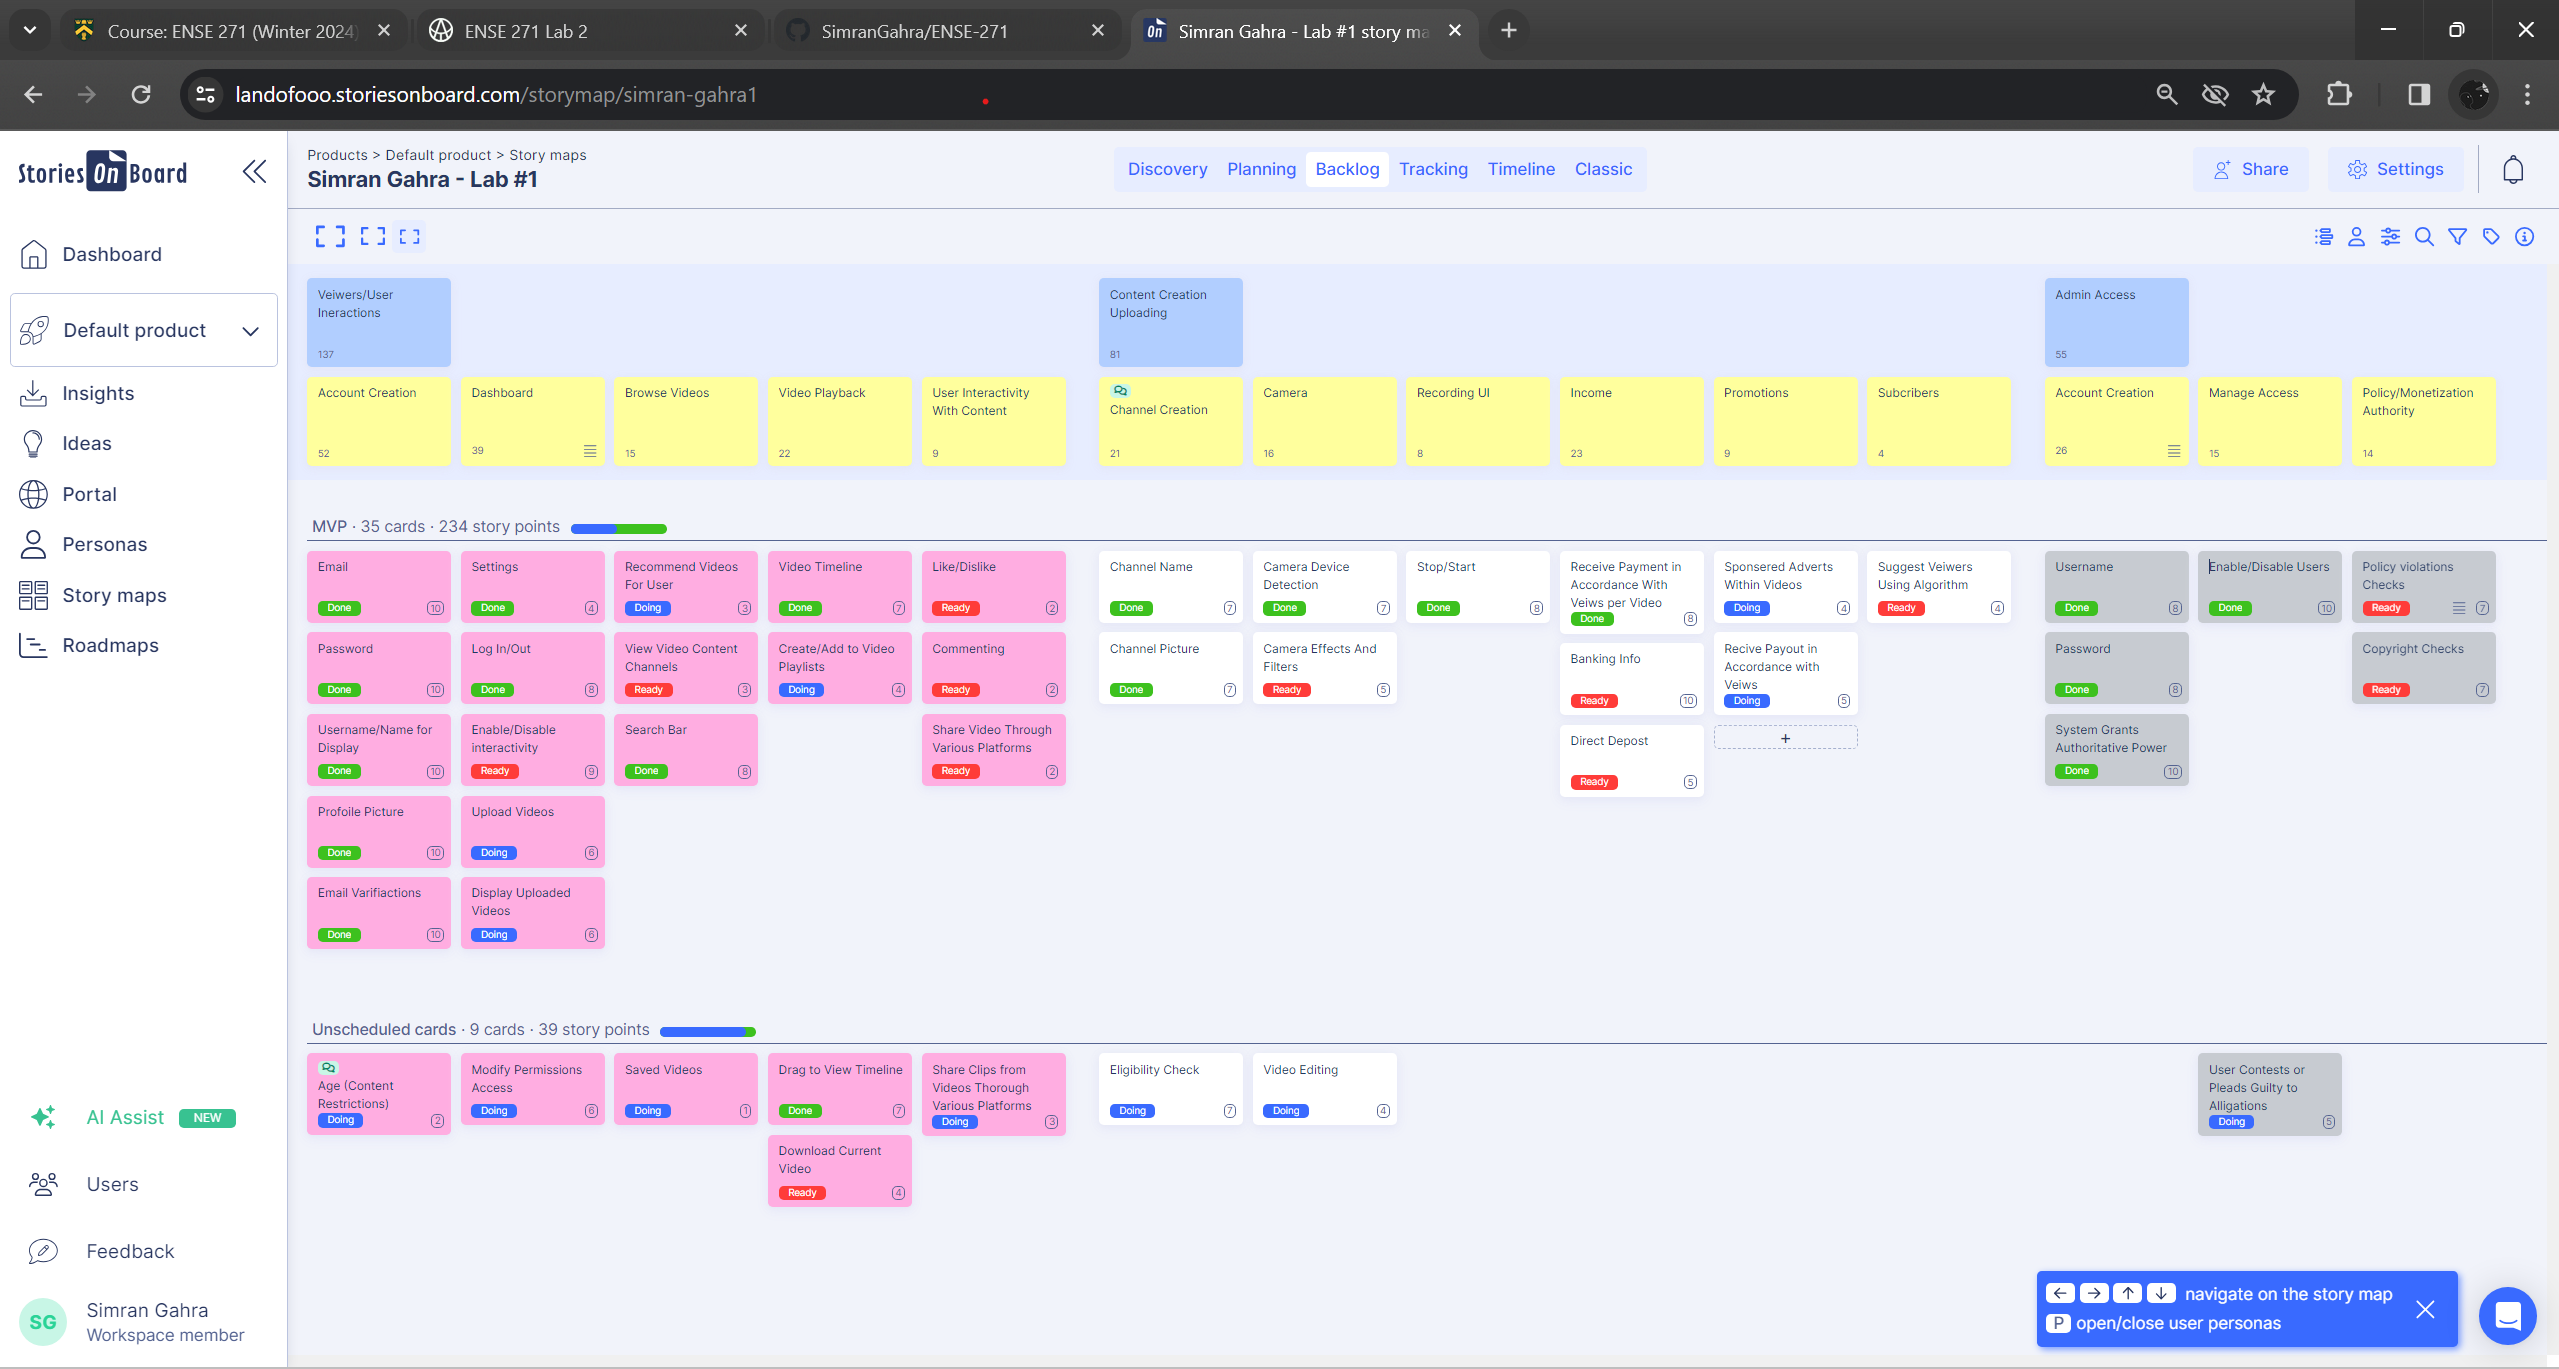 Course: ENSE 271 (Winter 2024)
ENSE 271 Lab 2
SimranGahra/ENSE-271
On
Simran Gahra - Lab #1 story ma
landofooo.storiesonboard.com/storymap/simran-gahra1
Stories On Board
Products > Default product > Story maps
Simran Gahra - Lab #1
Discovery
Planning
Backlog
Tracking
Timeline
Classic
Share
Settings
Dashboard
Default product
Insights
Ideas
Portal
Personas
Story maps
Roadmaps
AI Assist NEW
Users
Feedback
SG
Simran Gahra
Workspace member
Veiwers/User
Ineractions
137
Content Creation
Uploading
81
Admin Access
55
Account Creation
52
Dashboard
39
Browse Videos
15
Video Playback
22
User Interactivity
With Content
9
Channel Creation
21
Camera
16
Recording UI
8
Income
23
Promotions
9
Subcribers
4
Account Creation
26
Manage Access
15
Policy/Monetization
Authority
14
MVP · 35 cards · 234 story points
Email
Done 10
Settings
Done 4
Recommend Videos
For User
Doing 3
Video Timeline
Done 7
Like/Dislike
Ready 2
Channel Name
Done 7
Camera Device
Detection
Done 7
Stop/Start
Done 8
Receive Payment in
Accordance With
Veiws per Video
Done 8
Sponsered Adverts
Within Videos
Doing 4
Suggest Veiwers
Using Algorithm
Ready 4
Username
Done 8
Enable/Disable Users
Done 10
Policy violations
Checks
Ready 7
Password
Done 10
Log In/Out
Done 8
View Video Content
Channels
Ready 3
Create/Add to Video
Playlists
Doing 4
Commenting
Ready 2
Channel Picture
Done 7
Camera Effects And
Filters
Ready 5
Banking Info
Ready 10
Recive Payout in
Accordance with
Veiws
Doing 5
Password
Done 8
Copyright Checks
Ready 7
Username/Name for
Display
Done 10
Enable/Disable
interactivity
Ready 9
Search Bar
Done 8
Share Video Through
Various Platforms
Ready 2
Direct Depost
Ready 5
+
System Grants
Authoritative Power
Done 10
Profoile Picture
Done 10
Upload Videos
Doing 6
Email Varifiactions
Done 10
Display Uploaded
Videos
Doing 6
Unscheduled cards · 9 cards · 39 story points
Age (Content
Restrictions)
Doing 2
Modify Permissions
Access
Doing 6
Saved Videos
Doing 1
Drag to View Timeline
Done 7
Share Clips from
Videos Thorough
Various Platforms
Doing 3
Eligibility Check
Doing 7
Video Editing
Doing 4
User Contests or
Pleads Guilty to
Alligations
Doing 5
Download Current
Video
Ready 4
← → ↑ ↓ navigate on the story map
P open/close user personas